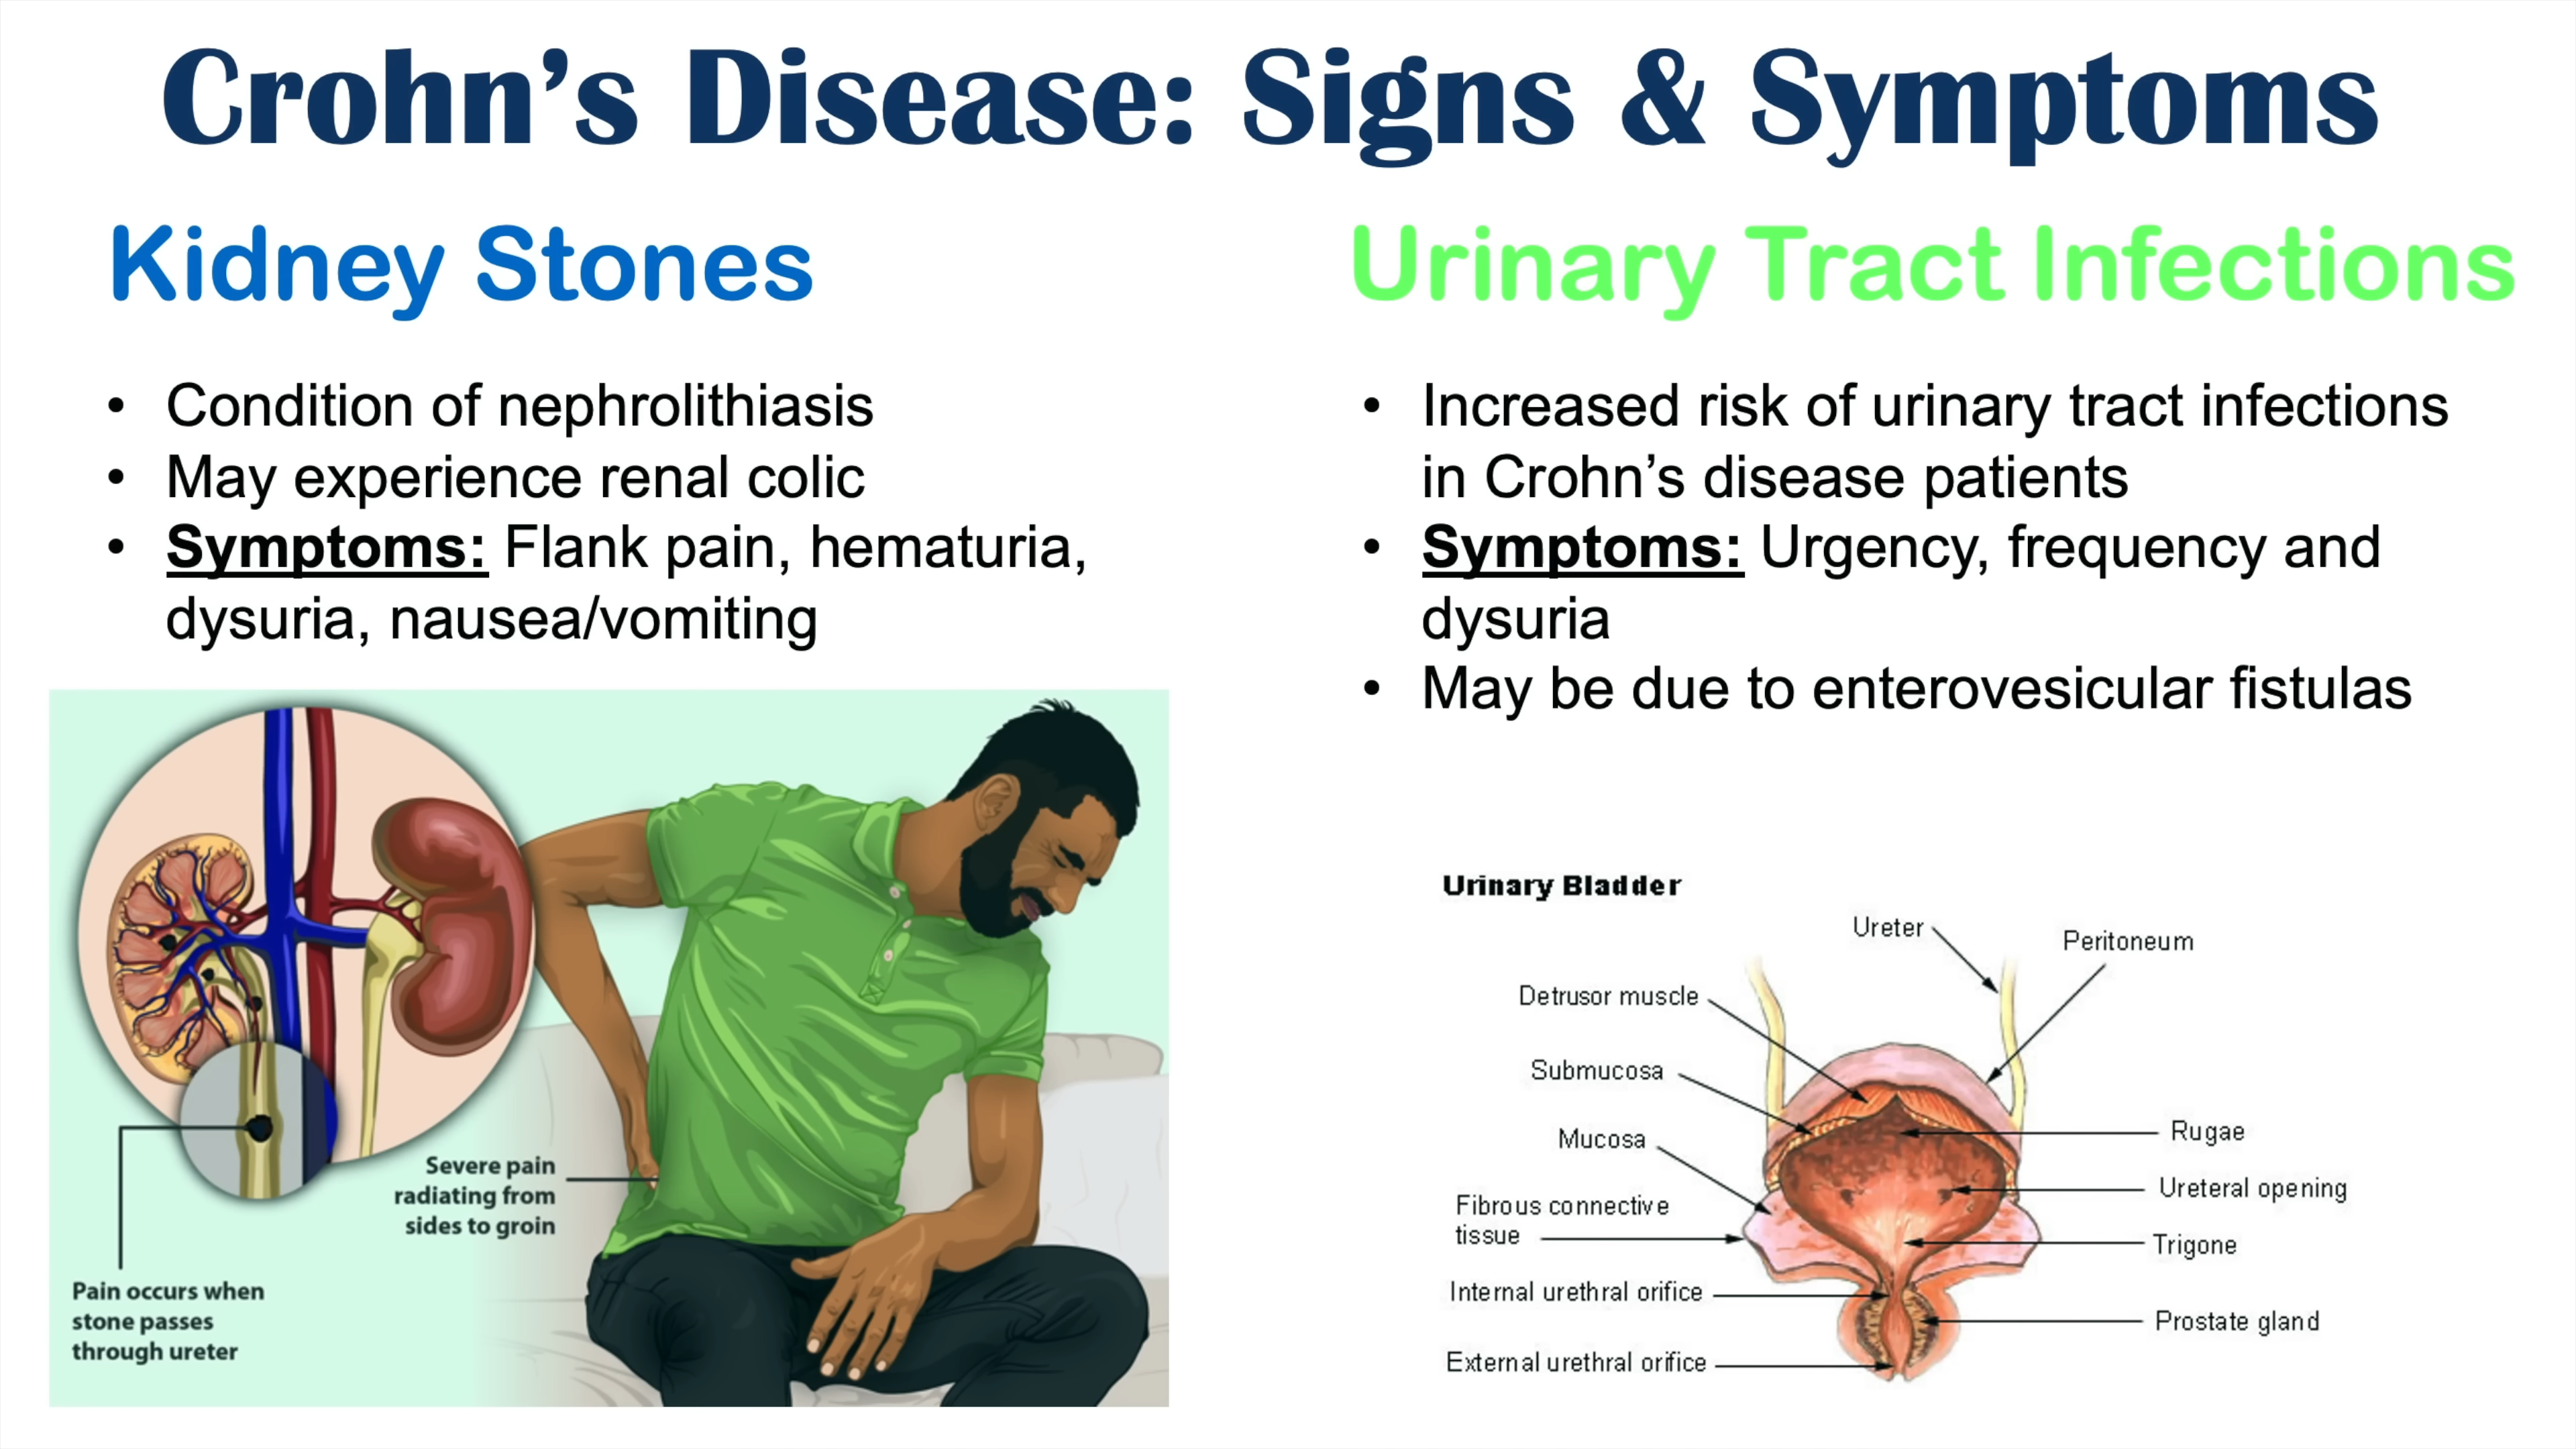 Crohn’s Disease: Signs & Symptoms
Kidney Stones
• Condition of nephrolithiasis
• May experience renal colic
• Symptoms: Flank pain, hematuria,
dysuria, nausea/vomiting
Severe pain
radiating from
sides to groin
Pain occurs when
stone passes
through ureter
Urinary Tract Infections
• Increased risk of urinary tract infections
in Crohn’s disease patients
• Symptoms: Urgency, frequency and
dysuria
• May be due to enterovesicular fistulas
Urinary Bladder
Ureter
Peritoneum
Detrusor muscle
Submucosa
Mucosa
Fibrous connective
tissue
Internal urethral orifice
External urethral orifice
Rugae
Ureteral opening
Trigone
Prostate gland